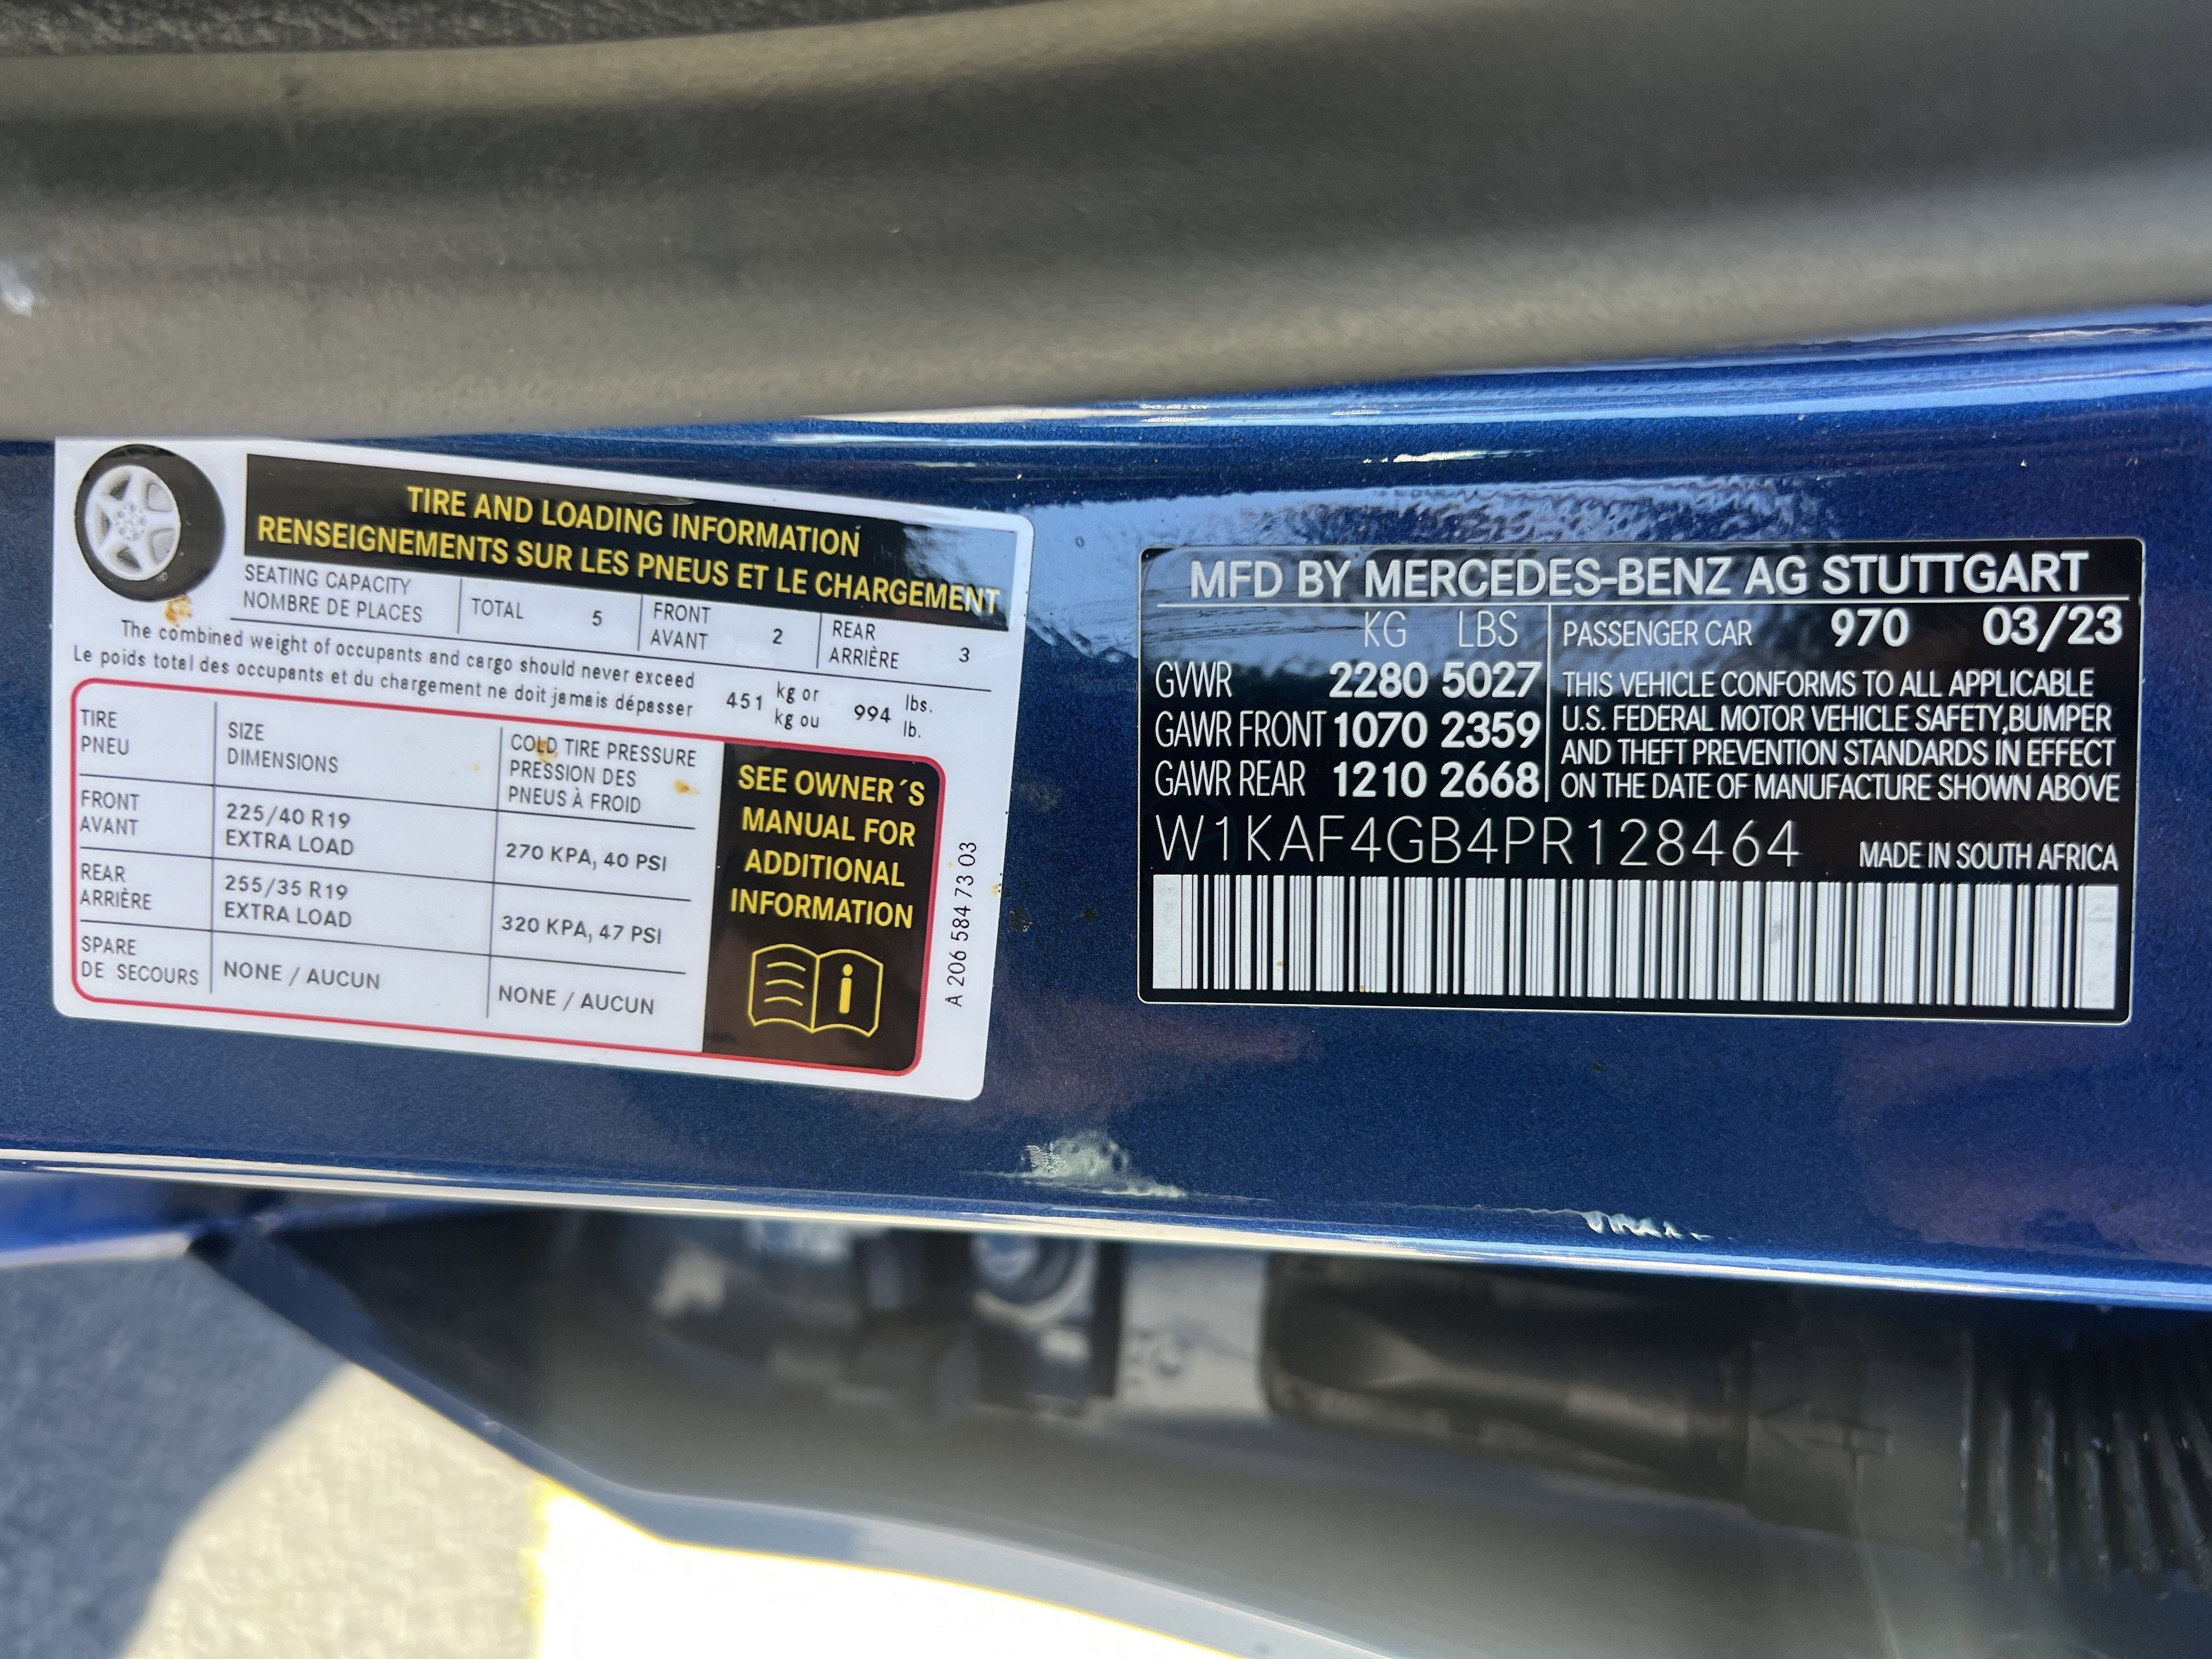 TIRE AND LOADING INFORMATION
RENSEIGNEMENTS SUR LES PNEUS ET LE CHARGEMENT
SEATING CAPACITY
NOMBRE DE PLACES
TOTAL 5
FRONT
AVANT
2
REAR
ARRIÈRE
3
The combined weight of occupants and cargo should never exceed
Le poids total des occupants et du chargement ne doit jamais dépasser
451
kg or
kg ou
994
lbs.
lb.
TIRE
PNEU
SIZE
DIMENSIONS
COLD TIRE PRESSURE
PRESSION DES
PNEUS À FROID
FRONT
AVANT
225/40 R19
EXTRA LOAD
270 KPA, 40 PSI
REAR
ARRIÈRE
255/35 R19
EXTRA LOAD
320 KPA, 47 PSI
SPARE
DE SECOURS
NONE / AUCUN
NONE / AUCUN
SEE OWNER´S
MANUAL FOR
ADDITIONAL
INFORMATION
A 206 584 73 03
MFD BY MERCEDES-BENZ AG STUTTGART
KG LBS
GVWR 2280 5027
GAWR FRONT 1070 2359
GAWR REAR 1210 2668
PASSENGER CAR 970 03/23
THIS VEHICLE CONFORMS TO ALL APPLICABLE
U.S. FEDERAL MOTOR VEHICLE SAFETY,BUMPER
AND THEFT PREVENTION STANDARDS IN EFFECT
ON THE DATE OF MANUFACTURE SHOWN ABOVE
W1KAF4GB4PR128464
MADE IN SOUTH AFRICA